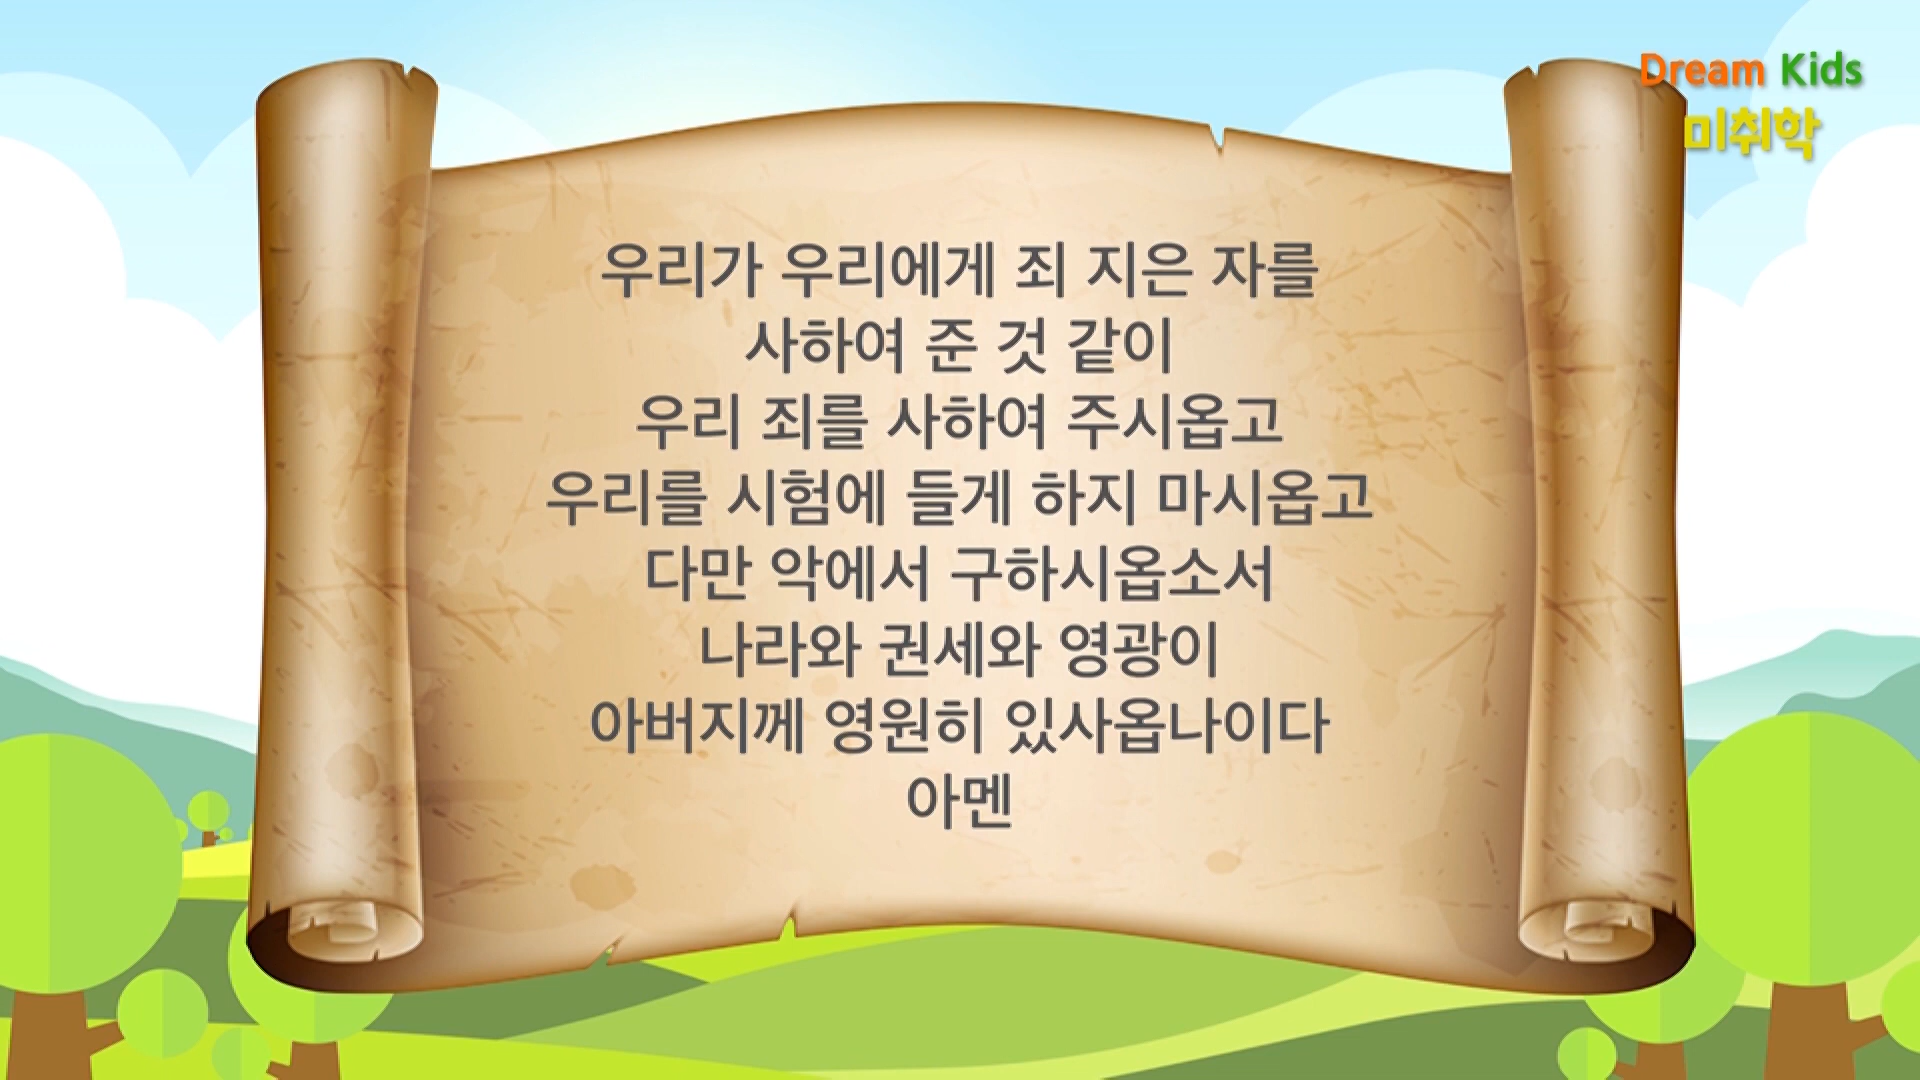 Dream Kids
미취학
우리가 우리에게 죄 지은 자를
사하여 준 것 같이
우리 죄를 사하여 주시옵고
우리를 시험에 들게 하지 마시옵고
다만 악에서 구하시옵소서
나라와 권세와 영광이
아버지께 영원히 있사옵나이다
아멘